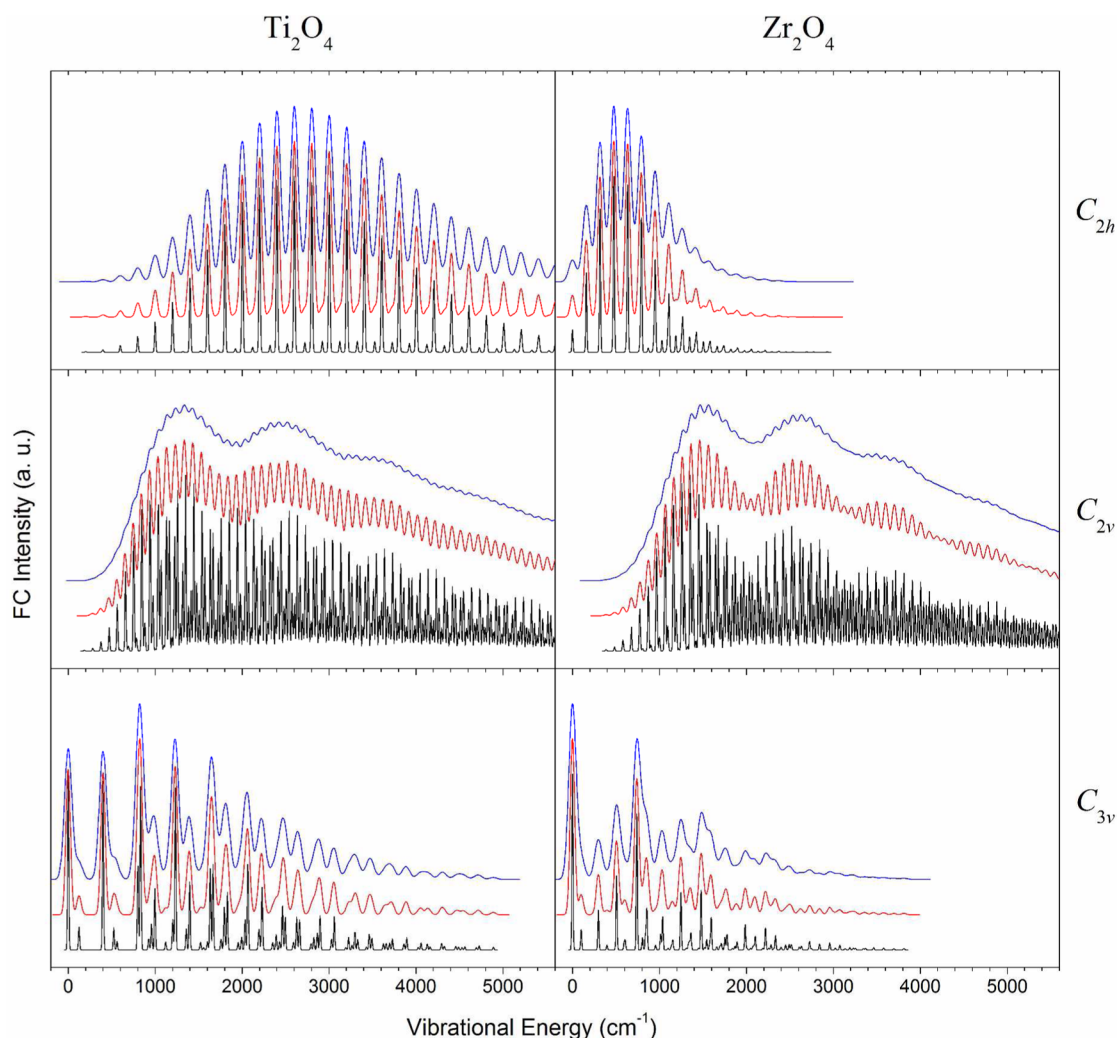 Ti₂O₄ Zr₂O₄
C₂ₕ
C₂ᵥ
C₃ᵥ
FC Intensity (a. u.)
0 1000 2000 3000 4000 5000 0 1000 2000 3000 4000 5000
Vibrational Energy (cm⁻¹)